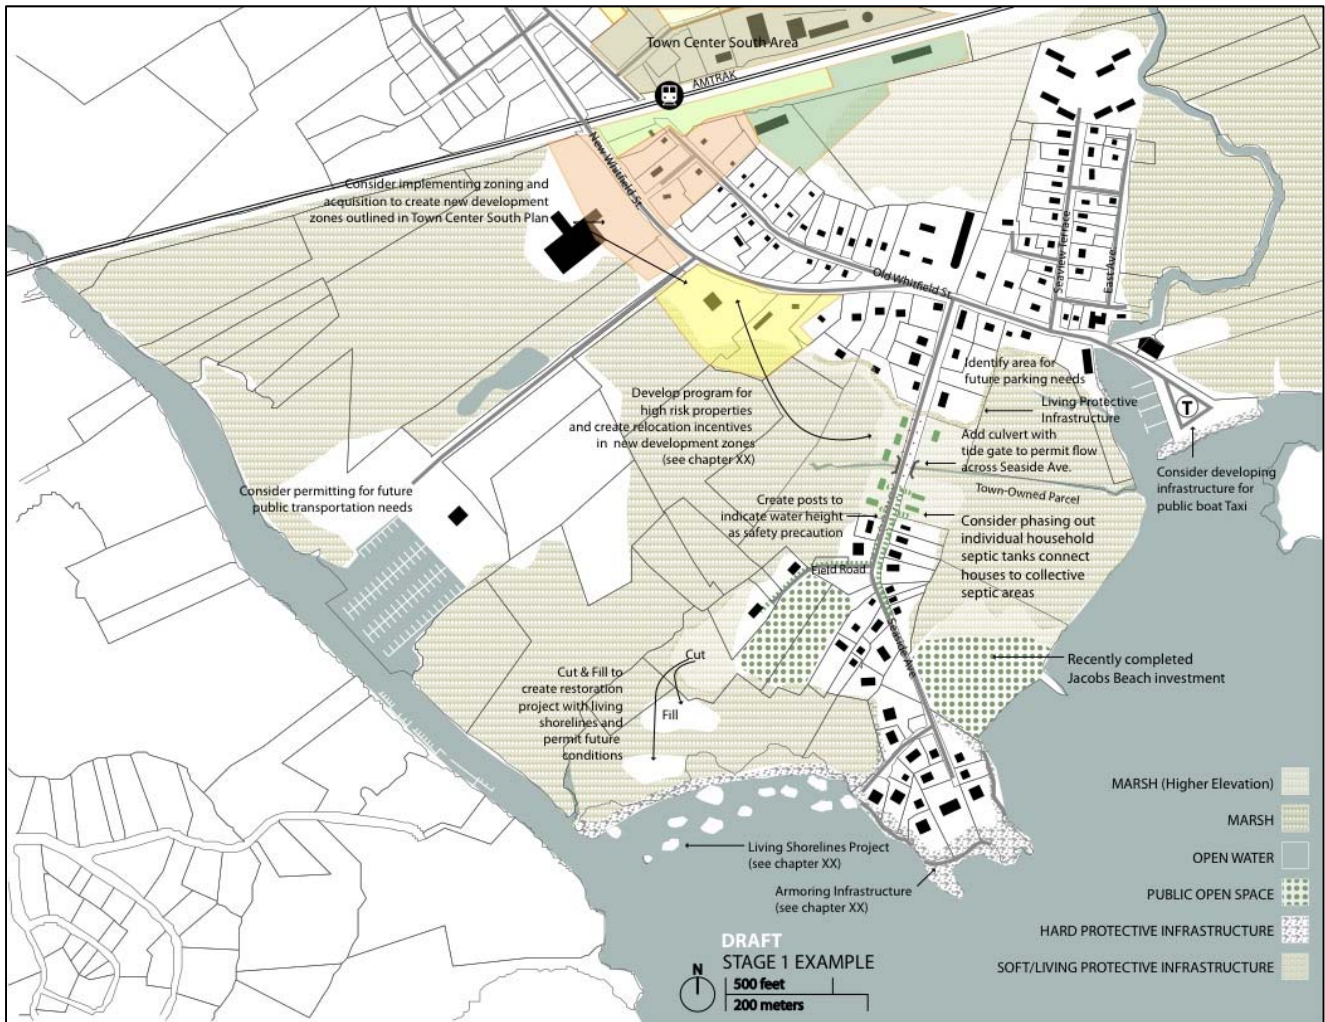 Town Center South Area
AMTRAK
New Whitfield St.
Consider implementing zoning and
acquisition to create new development
zones outlined in Town Center South Plan
Old Whitfield St.
Seaview Terrace
East Ave
Develop program for
high risk properties
and create relocation incentives
in new development zones
(see chapter XX)
Identify area for
future parking needs
Living Protective
Infrastructure
Add culvert with
tide gate to permit flow
across Seaside Ave.
T
Consider developing
infrastructure for
public boat Taxi
Consider permitting for future
public transportation needs
Create posts to
indicate water height
as safety precaution
Town-Owned Parcel
Consider phasing out
individual household
septic tanks connect
houses to collective
septic areas
Field Road
Seaside Ave
Recently completed
Jacobs Beach investment
Cut
Fill
Cut & Fill to
create restoration
project with living
shorelines and
permit future
conditions
Living Shorelines Project
(see chapter XX)
Armoring Infrastructure
(see chapter XX)
MARSH (Higher Elevation)
MARSH
OPEN WATER
PUBLIC OPEN SPACE
HARD PROTECTIVE INFRASTRUCTURE
SOFT/LIVING PROTECTIVE INFRASTRUCTURE
DRAFT
STAGE 1 EXAMPLE
N
500 feet
200 meters